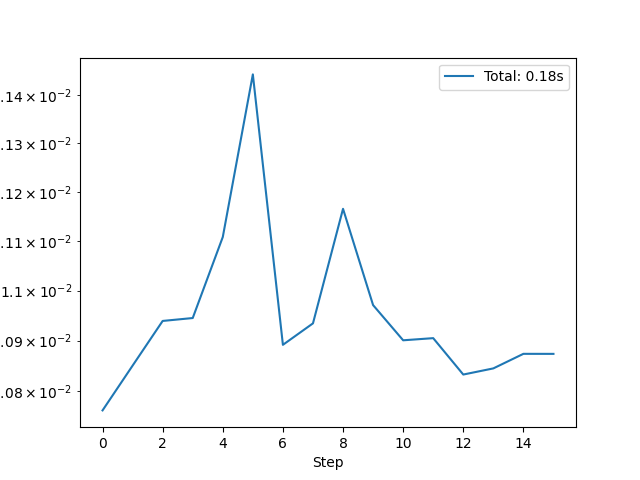 Total: 0.18s
.14 × 10⁻²
.13 × 10⁻²
.12 × 10⁻²
.11 × 10⁻²
1.1 × 10⁻²
.09 × 10⁻²
.08 × 10⁻²
0 2 4 6 8 10 12 14
Step